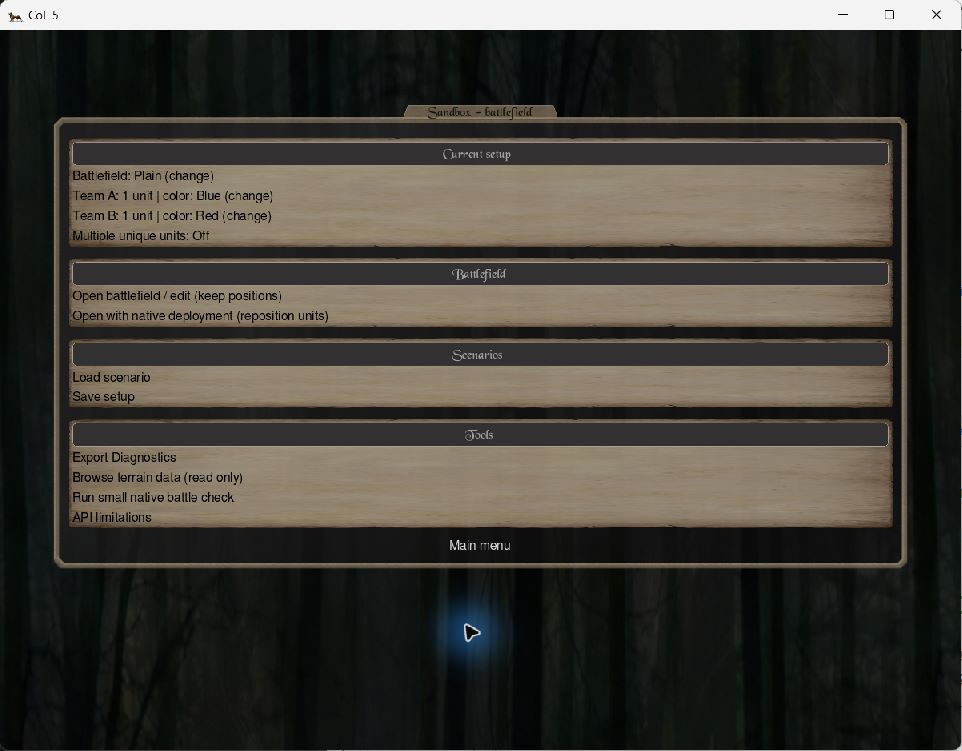 CoE 5
Sandbox - battlefield
Current setup
Battlefield: Plain (change)
Team A: 1 unit | color: Blue (change)
Team B: 1 unit | color: Red (change)
Multiple unique units: Off
Battlefield
Open battlefield / edit (keep positions)
Open with native deployment (reposition units)
Scenarios
Load scenario
Save setup
Tools
Export Diagnostics
Browse terrain data (read only)
Run small native battle check
API limitations
Main menu